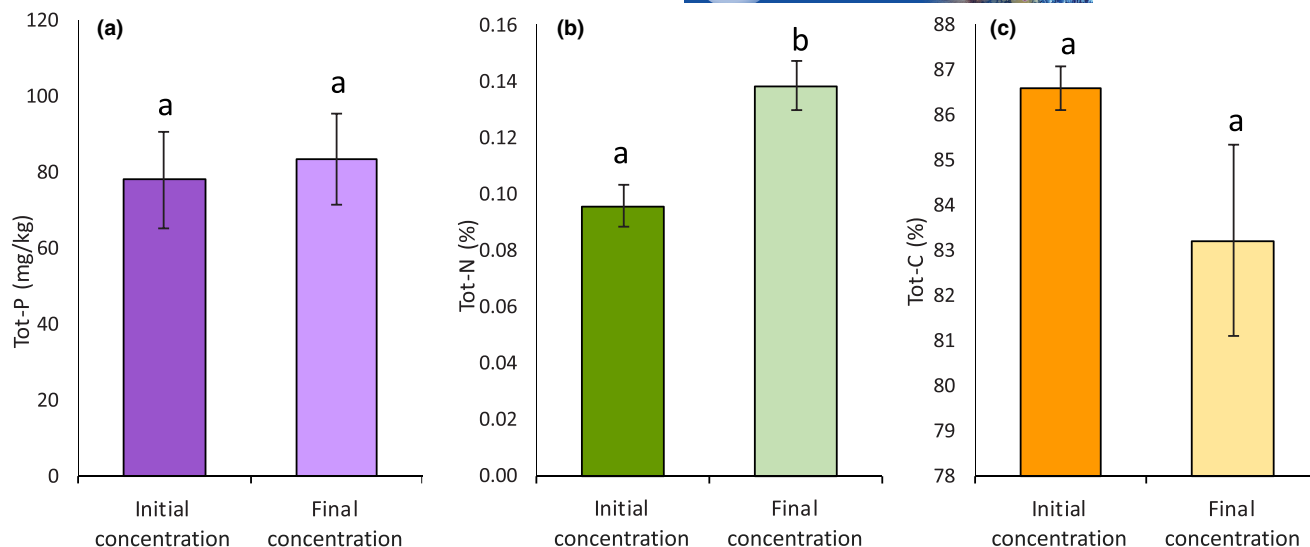 (a)
Tot-P (mg/kg)
120
100
80
60
40
20
0
a
a
Initial
concentration
Final
concentration
(b)
Tot-N (%)
0.16
0.14
0.12
0.10
0.08
0.06
0.04
0.02
0.00
a
b
Initial
concentration
Final
concentration
(c)
Tot-C (%)
88
87
86
85
84
83
82
81
80
79
78
a
a
Initial
concentration
Final
concentration